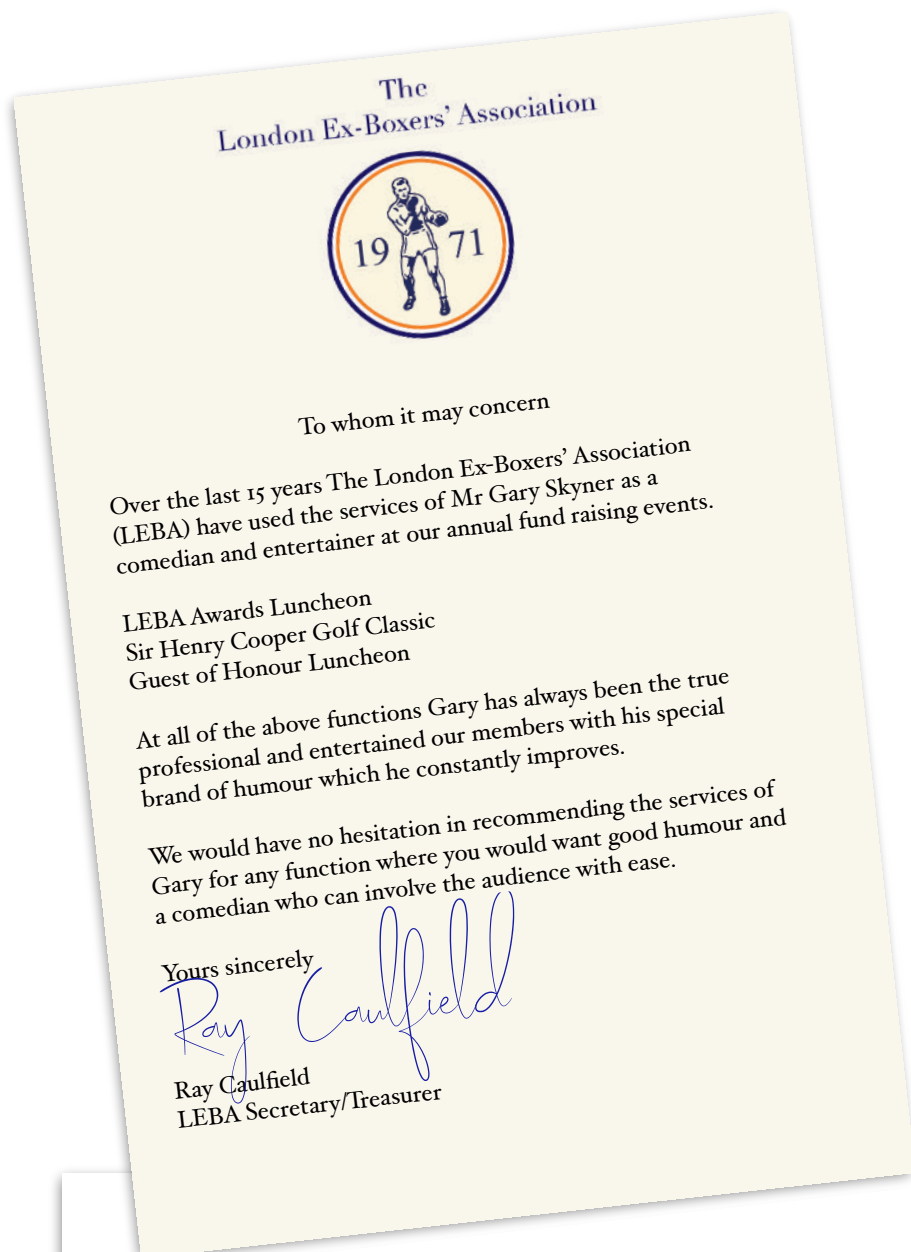 The
London Ex-Boxers' Association
19 71
To whom it may concern
Over the last 15 years The London Ex-Boxers' Association
(LEBA) have used the services of Mr Gary Skyner as a
comedian and entertainer at our annual fund raising events.
LEBA Awards Luncheon
Sir Henry Cooper Golf Classic
Guest of Honour Luncheon
At all of the above functions Gary has always been the true
professional and entertained our members with his special
brand of humour which he constantly improves.
We would have no hesitation in recommending the services of
Gary for any function where you would want good humour and
a comedian who can involve the audience with ease.
Yours sincerely
Ray Caulfield
Ray Caulfield
LEBA Secretary/Treasurer